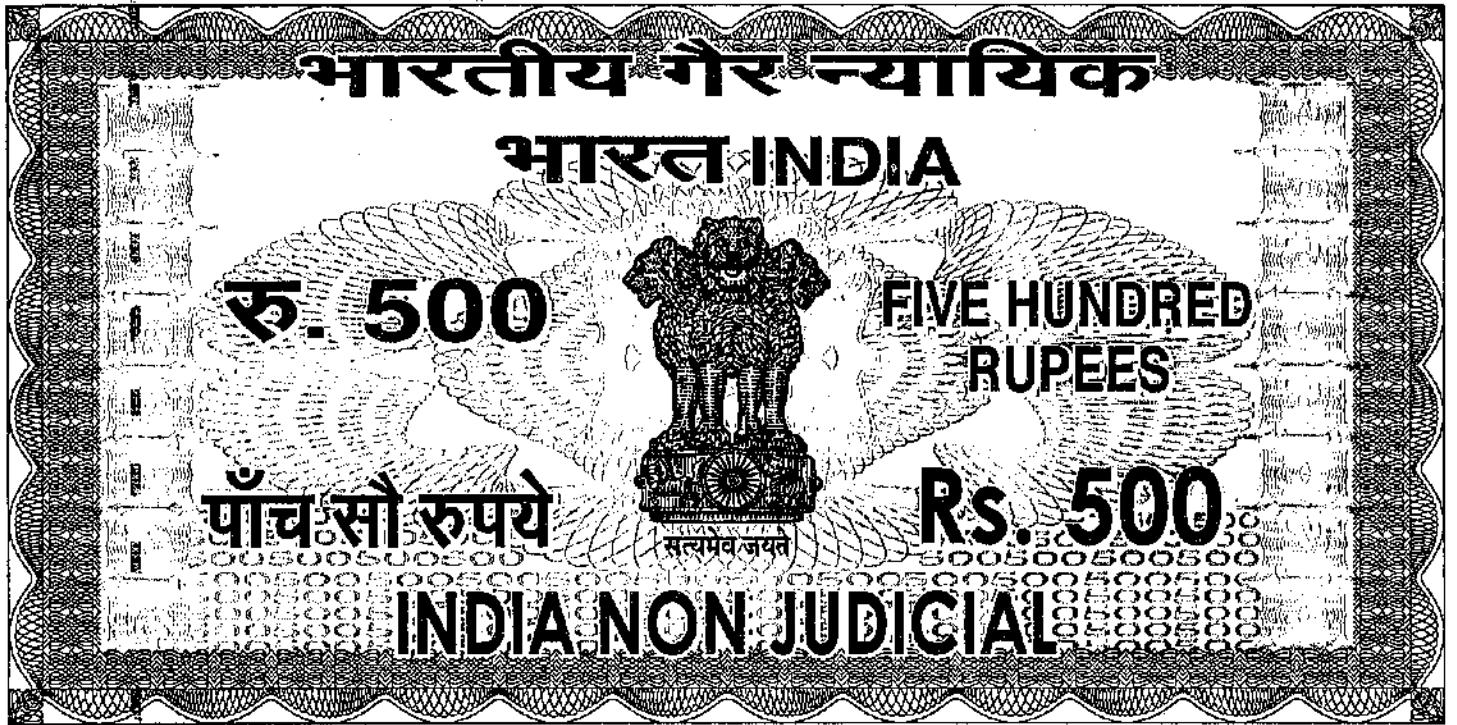 भारतीय गैर न्यायिक
भारत INDIA
रु. 500
FIVE HUNDRED
RUPEES
पाँच सौ रुपये
Rs. 500
सत्यमेव जयते
INDIA NON JUDICIAL